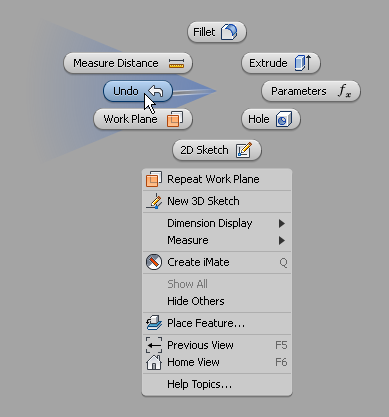 Fillet
Measure Distance
Extrude
Undo
Parameters fx
Work Plane
Hole
2D Sketch
Repeat Work Plane
New 3D Sketch
Dimension Display
Measure
Create iMate Q
Show All
Hide Others
Place Feature...
Previous View F5
Home View F6
Help Topics...